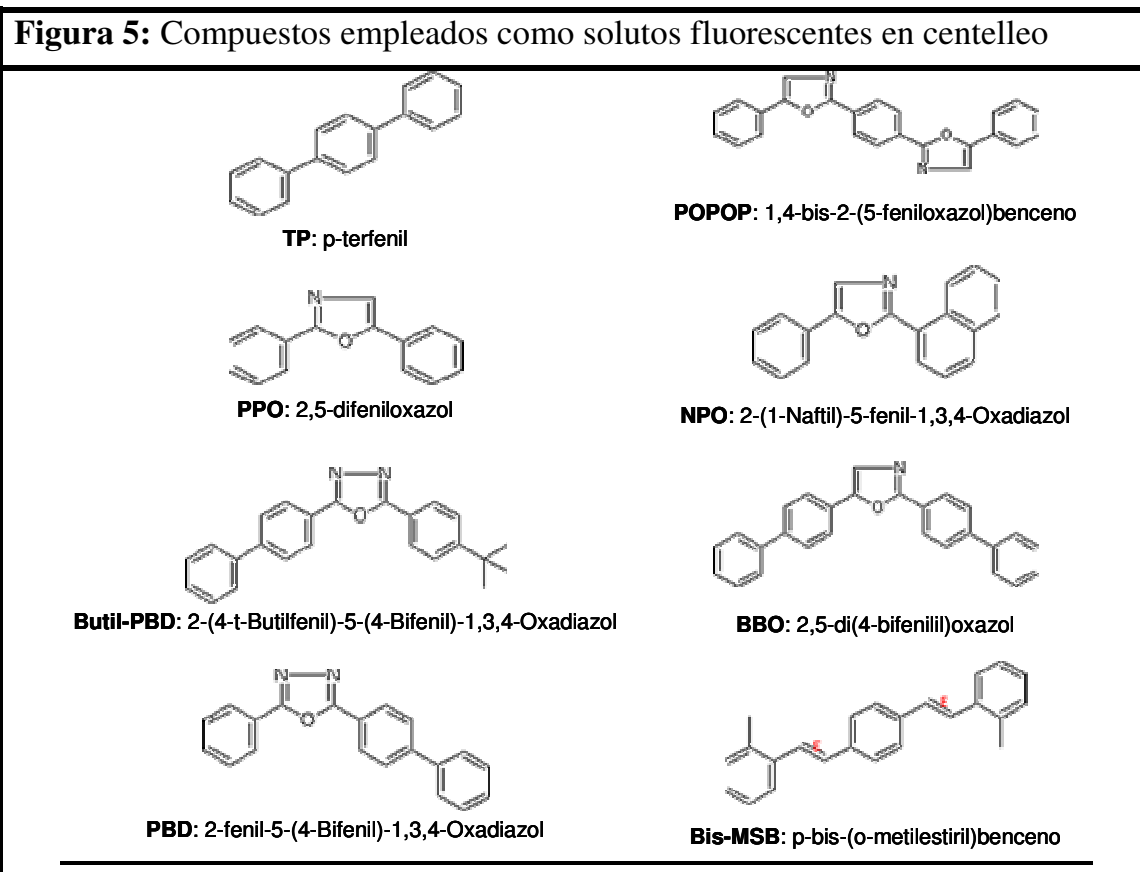 Figura 5: Compuestos empleados como solutos fluorescentes en centelleo
TP: p-terfenil
N
O
O
N
POPOP: 1,4-bis-2-(5-feniloxazol)benceno
N
O
PPO: 2,5-difeniloxazol
N
O
NPO: 2-(1-Naftil)-5-fenil-1,3,4-Oxadiazol
N N
O
Butil-PBD: 2-(4-t-Butilfenil)-5-(4-Bifenil)-1,3,4-Oxadiazol
N
O
BBO: 2,5-di(4-bifenilil)oxazol
N N
O
PBD: 2-fenil-5-(4-Bifenil)-1,3,4-Oxadiazol
E
E
Bis-MSB: p-bis-(o-metilestiril)benceno